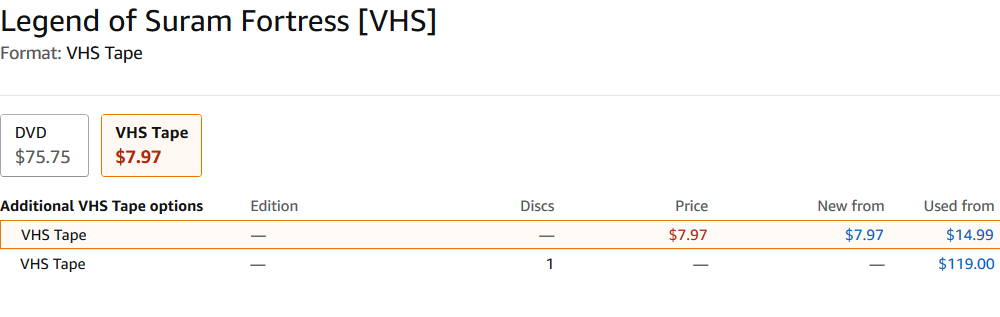 Legend of Suram Fortress [VHS]
Format: VHS Tape
DVD VHS Tape
$75.75 $7.97
Additional VHS Tape options Edition Discs Price New from Used from
VHS Tape — — $7.97 $7.97 $14.99
VHS Tape — 1 — — $119.00